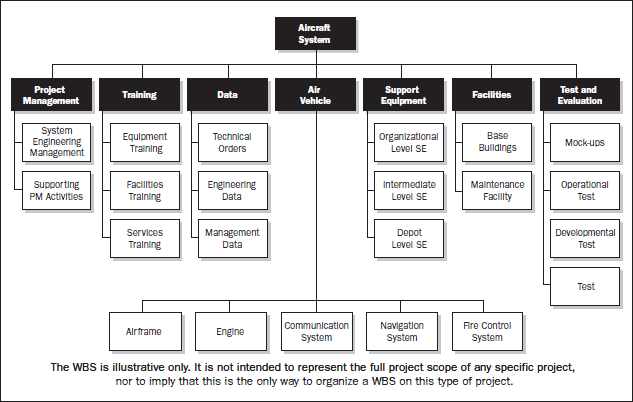 Aircraft
System
Project
Management
Training
Data
Air
Vehicle
Support
Equipment
Facilities
Test and
Evaluation
System
Engineering
Management
Supporting
PM Activities
Equipment
Training
Facilities
Training
Services
Training
Technical
Orders
Engineering
Data
Management
Data
Organizational
Level SE
Intermediate
Level SE
Depot
Level SE
Base
Buildings
Maintenance
Facility
Mock-ups
Operational
Test
Developmental
Test
Test
Airframe
Engine
Communication
System
Navigation
System
Fire Control
System
The WBS is illustrative only. It is not intended to represent the full project scope of any specific project,
nor to imply that this is the only way to organize a WBS on this type of project.